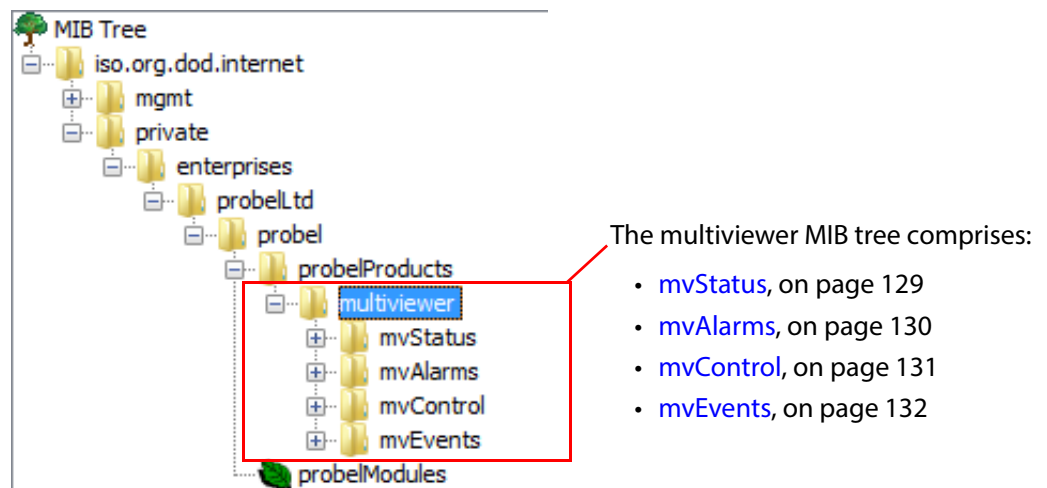 MIB Tree
iso.org.dod.internet
mgmt
private
enterprises
probelLtd
probel
probelProducts
multiviewer
mvStatus
mvAlarms
mvControl
mvEvents
probelModules
The multiviewer MIB tree comprises:
• mvStatus, on page 129
• mvAlarms, on page 130
• mvControl, on page 131
• mvEvents, on page 132